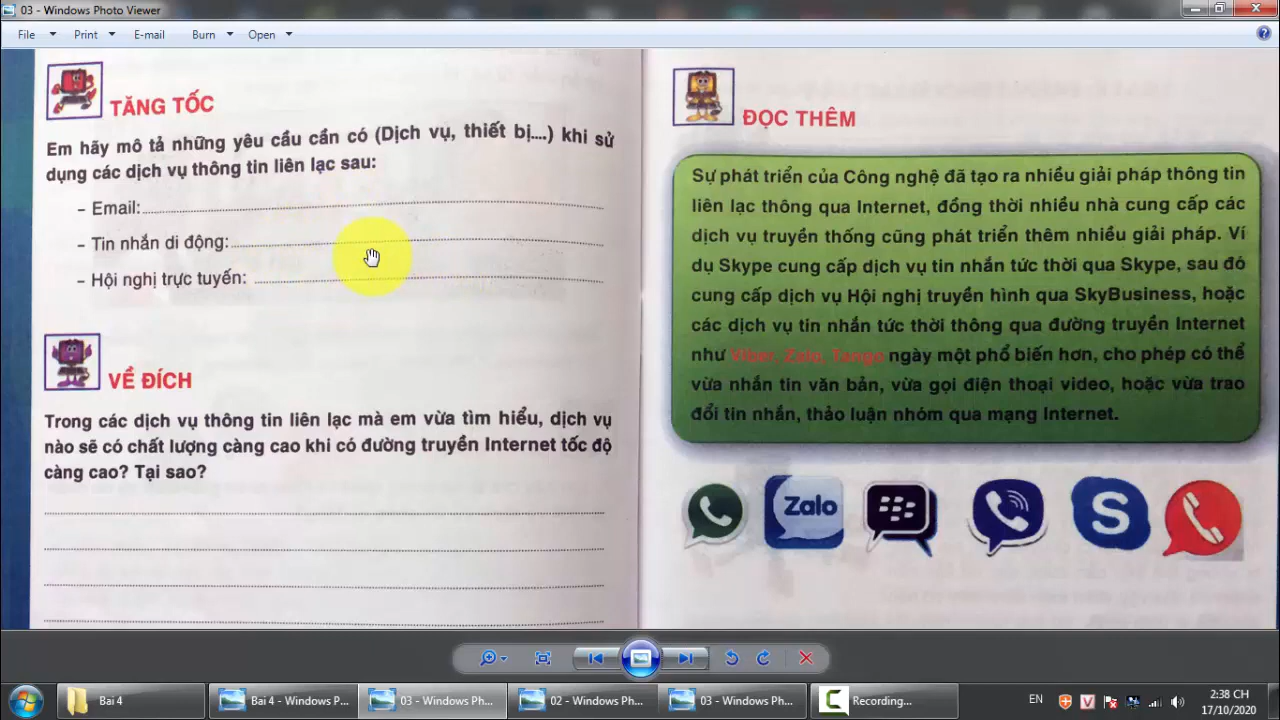 03 - Windows Photo Viewer
File Print E-mail Burn Open
TĂNG TỐC
Em hãy mô tả những yêu cầu cần có (Dịch vụ, thiết bị....) khi sử
dụng các dịch vụ thông tin liên lạc sau:
– Email:
– Tin nhắn di động:
– Hội nghị trực tuyến:
VỀ ĐÍCH
Trong các dịch vụ thông tin liên lạc mà em vừa tìm hiểu, dịch vụ
nào sẽ có chất lượng càng cao khi có đường truyền Internet tốc độ
càng cao? Tại sao?
ĐỌC THÊM
Sự phát triển của Công nghệ đã tạo ra nhiều giải pháp thông tin
liên lạc thông qua Internet, đồng thời nhiều nhà cung cấp các
dịch vụ truyền thống cũng phát triển thêm nhiều giải pháp. Ví
dụ Skype cung cấp dịch vụ tin nhắn tức thời qua Skype, sau đó
cung cấp dịch vụ Hội nghị truyền hình qua SkyBusiness, hoặc
các dịch vụ tin nhắn tức thời thông qua đường truyền Internet
như Viber, Zalo, Tango ngày một phổ biến hơn, cho phép có thể
vừa nhắn tin văn bản, vừa gọi điện thoại video, hoặc vừa trao
đổi tin nhắn, thảo luận nhóm qua mạng Internet.
Zalo
S
Bai 4
Bai 4 - Windows P...
03 - Windows Ph...
02 - Windows Ph...
03 - Windows Ph...
Recording...
EN
2:38 CH
17/10/2020